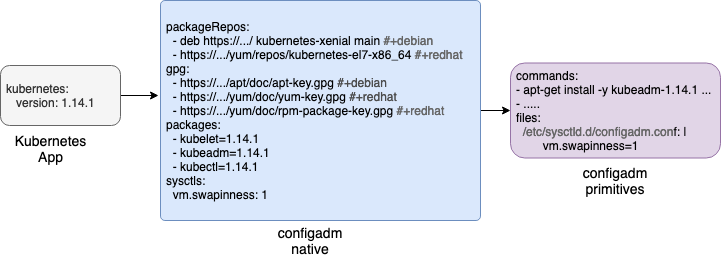 kubernetes:
version: 1.14.1
Kubernetes
App
packageRepos:
- deb https://.../ kubernetes-xenial main #+debian
- https://.../yum/repos/kubernetes-el7-x86_64 #+redhat
gpg:
- https://.../apt/doc/apt-key.gpg #+debian
- https://.../yum/doc/yum-key.gpg #+redhat
- https://.../yum/doc/rpm-package-key.gpg #+redhat
packages:
- kubelet=1.14.1
- kubeadm=1.14.1
- kubectl=1.14.1
sysctls:
vm.swapinness: 1
configadm
native
commands:
- apt-get install -y kubeadm-1.14.1 ...
- .....
files:
/etc/sysctld.d/configadm.conf: |
vm.swapinness=1
configadm
primitives